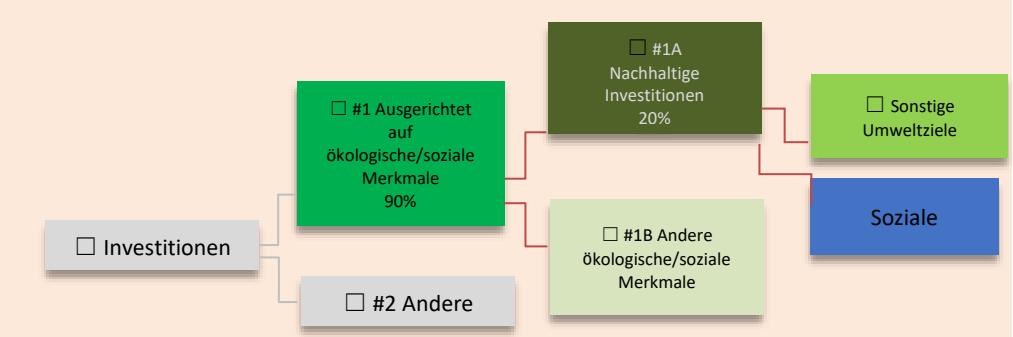 ☐ Investitionen
☐ #1 Ausgerichtet
auf
ökologische/soziale
Merkmale
90%
☐ #2 Andere
☐ #1A
Nachhaltige
Investitionen
20%
☐ #1B Andere
ökologische/soziale
Merkmale
☐ Sonstige
Umweltziele
Soziale